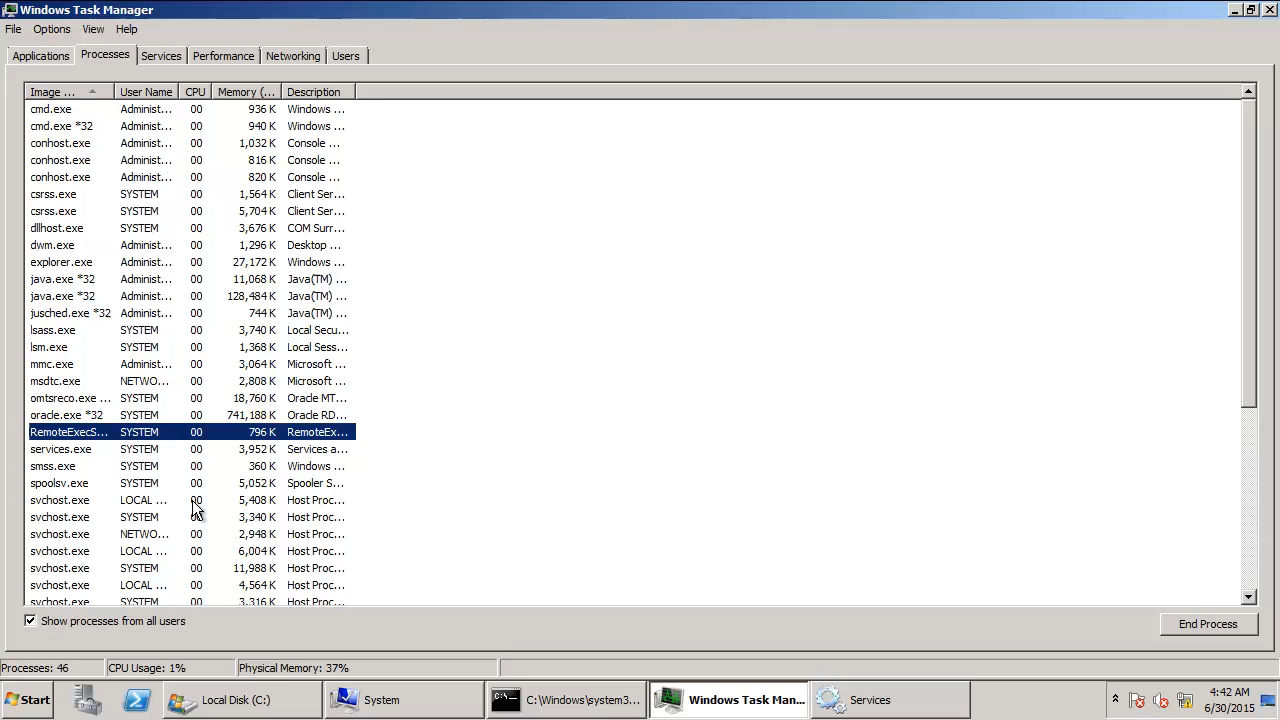 Windows Task Manager
File Options View Help
Applications Processes Services Performance Networking Users
Image ... User Name CPU Memory (... Description
cmd.exe Administ... 00 936 K Windows ...
cmd.exe *32 Administ... 00 940 K Windows ...
conhost.exe Administ... 00 1,032 K Console ...
conhost.exe Administ... 00 816 K Console ...
conhost.exe Administ... 00 820 K Console ...
csrss.exe SYSTEM 00 1,564 K Client Ser...
csrss.exe SYSTEM 00 5,704 K Client Ser...
dllhost.exe SYSTEM 00 3,676 K COM Surr...
dwm.exe Administ... 00 1,296 K Desktop ...
explorer.exe Administ... 00 27,172 K Windows ...
java.exe *32 Administ... 00 11,068 K Java(TM) ...
java.exe *32 Administ... 00 128,484 K Java(TM) ...
jusched.exe *32 Administ... 00 744 K Java(TM) ...
lsass.exe SYSTEM 00 3,740 K Local Secu...
lsm.exe SYSTEM 00 1,368 K Local Sess...
mmc.exe Administ... 00 3,064 K Microsoft ...
msdtc.exe NETWO... 00 2,808 K Microsoft ...
omtsreco.exe ... SYSTEM 00 18,760 K Oracle MT...
oracle.exe *32 SYSTEM 00 741,188 K Oracle RD...
RemoteExecS... SYSTEM 00 796 K RemoteEx...
services.exe SYSTEM 00 3,952 K Services a...
smss.exe SYSTEM 00 360 K Windows ...
spoolsv.exe SYSTEM 00 5,052 K Spooler S...
svchost.exe LOCAL ... 00 5,408 K Host Proc...
svchost.exe SYSTEM 00 3,340 K Host Proc...
svchost.exe NETWO... 00 2,948 K Host Proc...
svchost.exe LOCAL ... 00 6,004 K Host Proc...
svchost.exe SYSTEM 00 11,988 K Host Proc...
svchost.exe LOCAL ... 00 4,564 K Host Proc...
svchost.exe SYSTEM 00 3,316 K Host Proc...
Show processes from all users End Process
Processes: 46 CPU Usage: 1% Physical Memory: 37%
Start Local Disk (C:) System C:\Windows\system3... Windows Task Man... Services 4:42 AM
6/30/2015